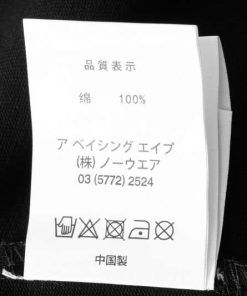 品質表示
綿 100%
ア ベイシング エイプ
(株) ノーウエア
03 (5772) 2524
中国製